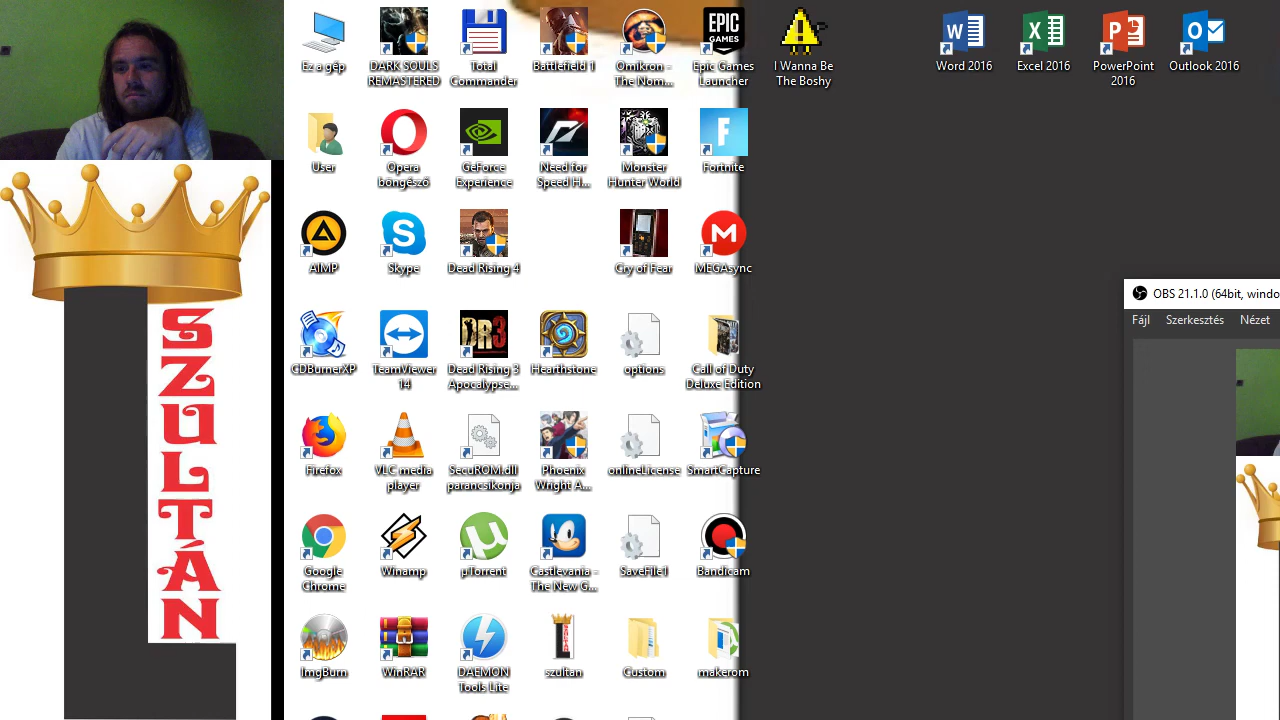 SZULTÁN
Ez a gép
DARK SOULS
REMASTERED
Total
Commander
Battlefield 1
Omikron -
The Nom...
EPIC
GAMES
Epic Games
Launcher
I Wanna Be
The Boshy
Word 2016
Excel 2016
PowerPoint
2016
Outlook 2016
User
Opera
böngésző
GeForce
Experience
Need for
Speed H...
Monster
Hunter World
Fortnite
AIMP
Skype
Dead Rising 4
Cry of Fear
MEGAsync
OBS 21.1.0 (64bit, windo
Fájl
Szerkesztés
Nézet
CDBurnerXP
TeamViewer
14
DR3
Dead Rising 3
Apocalypse...
Hearthstone
options
Call of Duty
Deluxe Edition
Firefox
VLC media
player
SecuROM.dll
parancsikonja
Phoenix
Wright A...
onlineLicense
SmartCapture
Google
Chrome
Winamp
µTorrent
Castlevania -
The New G...
SaveFile1
Bandicam
ImgBurn
WinRAR
DAEMON
Tools Lite
SZULTÁN
szultan
Custom
makerom